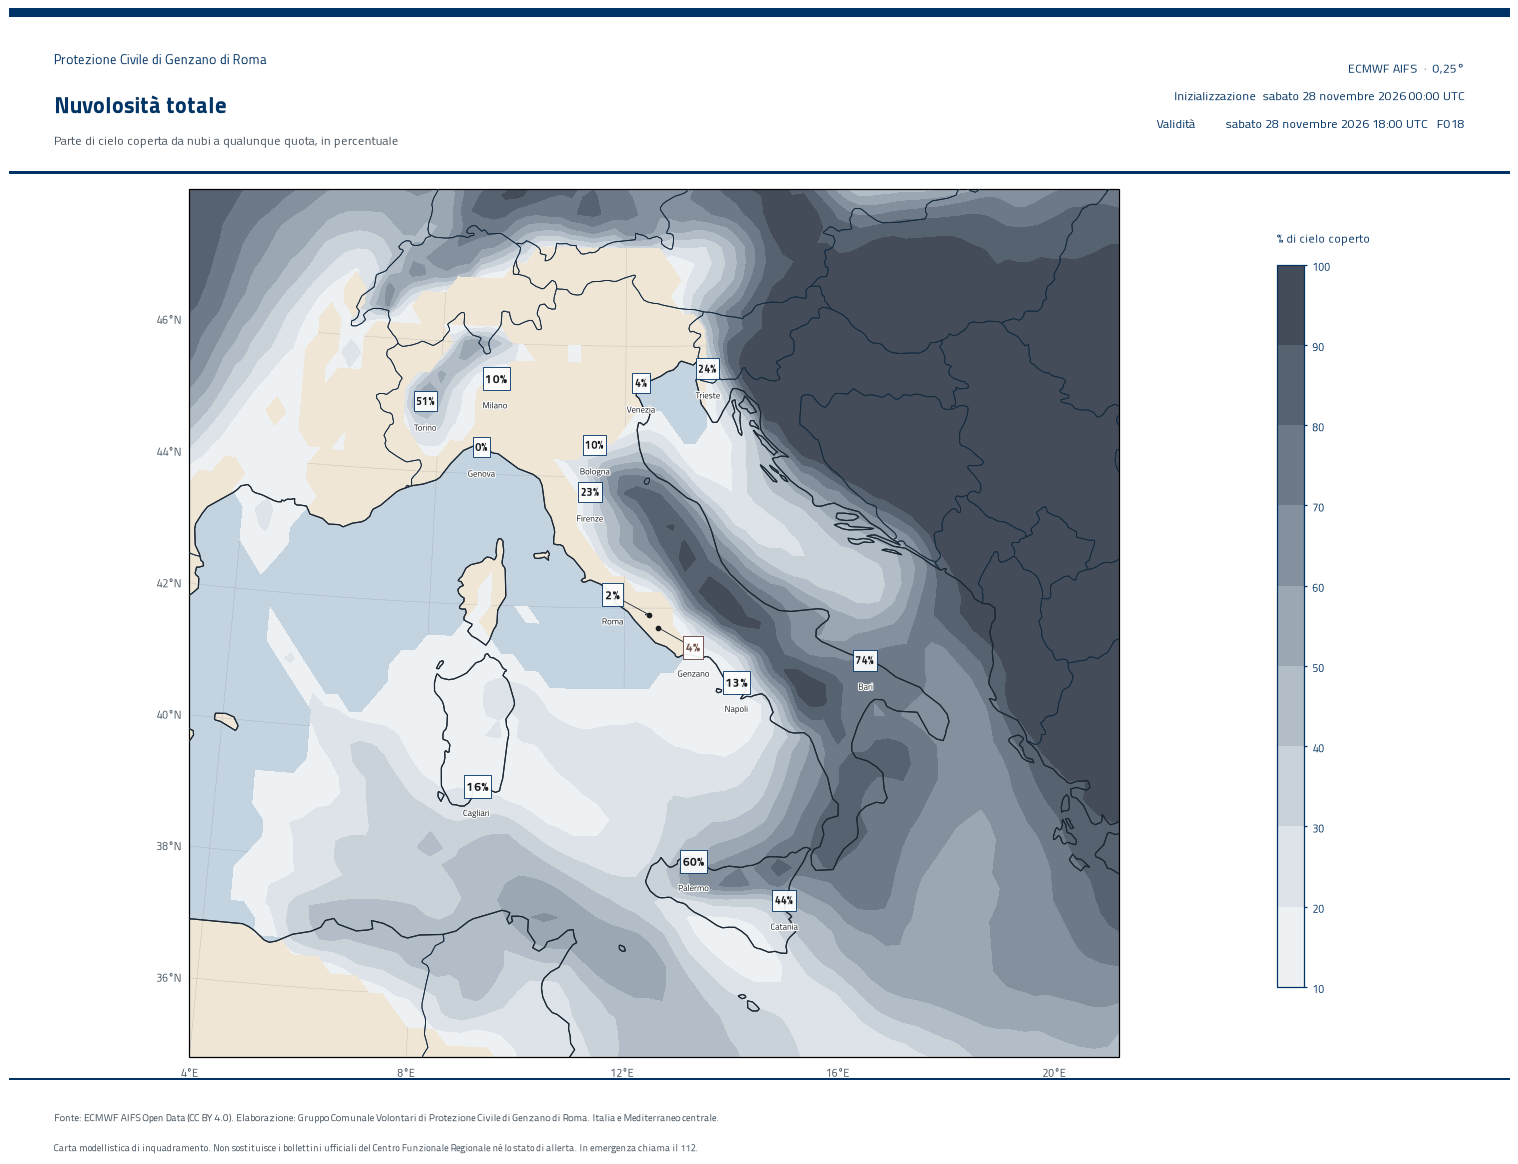 Protezione Civile di Genzano di Roma
Nuvolosità totale
Parte di cielo coperta da nubi a qualunque quota, in percentuale
ECMWF AIFS · 0,25°
Inizializzazione sabato 28 novembre 2026 00:00 UTC
Validità sabato 28 novembre 2026 18:00 UTC F018
% di cielo coperto
100
90
80
70
60
50
40
30
20
10
46°N
44°N
42°N
40°N
38°N
36°N
4°E
8°E
12°E
16°E
20°E
24%
Trieste
4%
Venezia
10%
Milano
51%
Torino
0%
Genova
10%
Bologna
23%
Firenze
2%
Roma
4%
Genzano
74%
Bari
13%
Napoli
16%
Cagliari
60%
Palermo
44%
Catania
Fonte: ECMWF AIFS Open Data (CC BY 4.0). Elaborazione: Gruppo Comunale Volontari di Protezione Civile di Genzano di Roma. Italia e Mediterraneo centrale.
Carta modellistica di inquadramento. Non sostituisce i bollettini ufficiali del Centro Funzionale Regionale né lo stato di allerta. In emergenza chiama il 112.